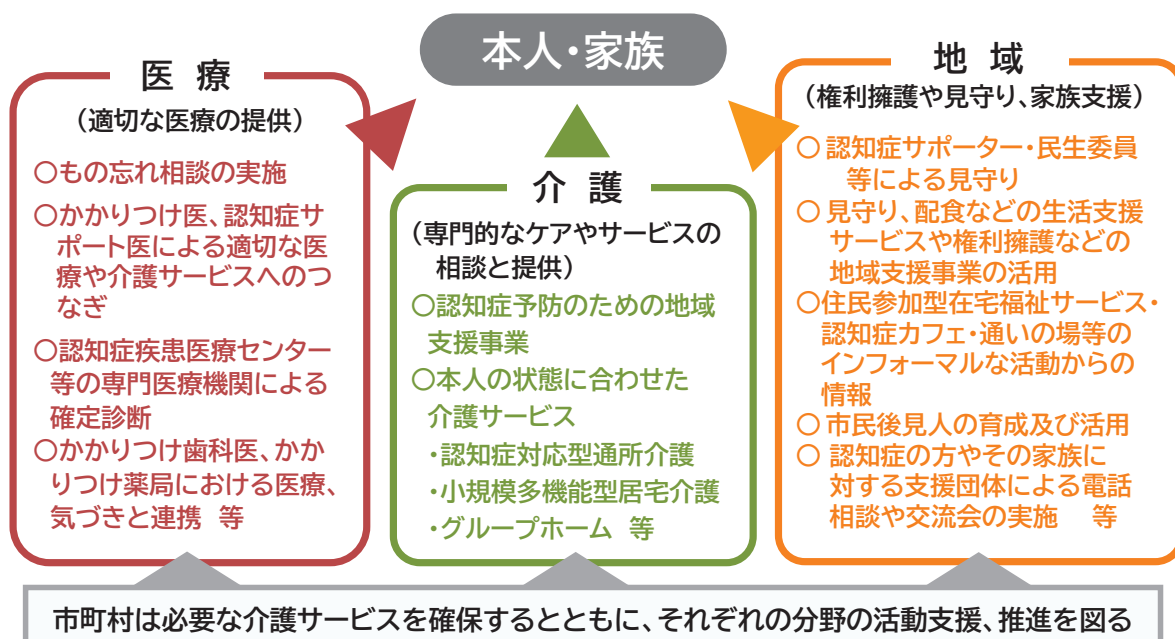 本人・家族
医 療
(適切な医療の提供)
○もの忘れ相談の実施
○かかりつけ医、認知症サ
ポート医による適切な医
療や介護サービスへのつ
なぎ
○認知症疾患医療センター
等の専門医療機関による
確定診断
○かかりつけ歯科医、かか
りつけ薬局における医療、
気づきと連携 等
介 護
(専門的なケアやサービスの
相談と提供)
○認知症予防のための地域
支援事業
○本人の状態に合わせた
介護サービス
・認知症対応型通所介護
・小規模多機能型居宅介護
・グループホーム 等
地 域
(権利擁護や見守り、家族支援)
○ 認知症サポーター・民生委員
等による見守り
○ 見守り、配食などの生活支援
サービスや権利擁護などの
地域支援事業の活用
○住民参加型在宅福祉サービス・
認知症カフェ・通いの場等の
インフォーマルな活動からの
情報
○ 市民後見人の育成及び活用
○ 認知症の方やその家族に
対する支援団体による電話
相談や交流会の実施 等
市町村は必要な介護サービスを確保するとともに、それぞれの分野の活動支援、推進を図る